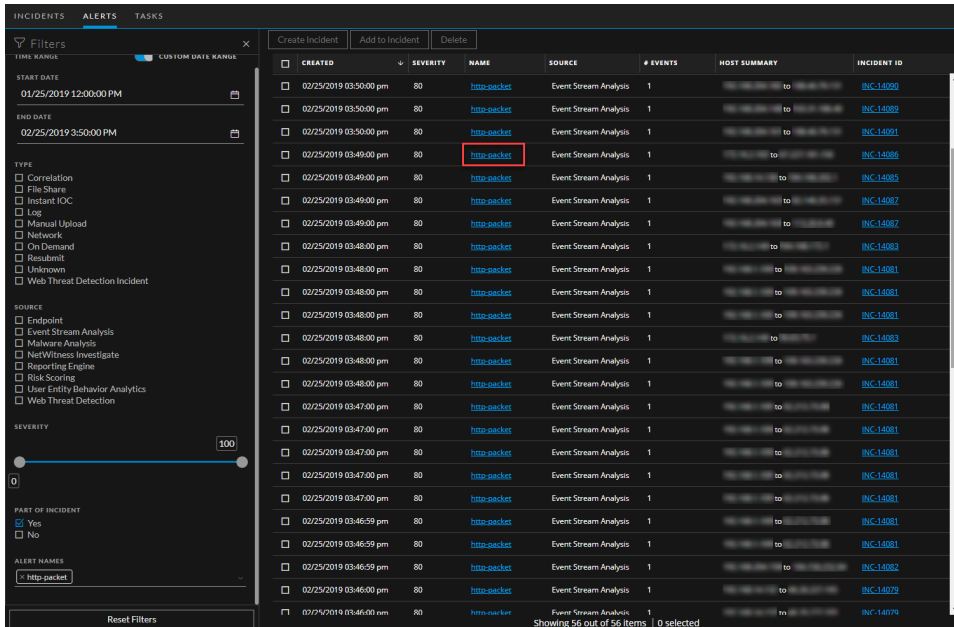 INCIDENTS ALERTS TASKS
Filters ×
TIME RANGE CUSTOM DATE RANGE
START DATE
01/25/2019 12:00:00 PM
END DATE
02/25/2019 3:50:00 PM
TYPE
Correlation
File Share
Instant IOC
Log
Manual Upload
Network
On Demand
Resubmit
Unknown
Web Threat Detection Incident
SOURCE
Endpoint
Event Stream Analysis
Malware Analysis
NetWitness Investigate
Reporting Engine
Risk Scoring
User Entity Behavior Analytics
Web Threat Detection
SEVERITY
100
0
PART OF INCIDENT
Yes
No
ALERT NAMES
× http-packet
Reset Filters
Create Incident Add to Incident Delete
CREATED SEVERITY NAME SOURCE # EVENTS HOST SUMMARY INCIDENT ID
02/25/2019 03:50:00 pm 80 http-packet Event Stream Analysis 1 to INC-14090
02/25/2019 03:50:00 pm 80 http-packet Event Stream Analysis 1 to INC-14089
02/25/2019 03:50:00 pm 80 http-packet Event Stream Analysis 1 to INC-14091
02/25/2019 03:49:00 pm 80 http-packet Event Stream Analysis 1 to INC-14086
02/25/2019 03:49:00 pm 80 http-packet Event Stream Analysis 1 to INC-14085
02/25/2019 03:49:00 pm 80 http-packet Event Stream Analysis 1 to INC-14087
02/25/2019 03:49:00 pm 80 http-packet Event Stream Analysis 1 to INC-14087
02/25/2019 03:48:00 pm 80 http-packet Event Stream Analysis 1 to INC-14083
02/25/2019 03:48:00 pm 80 http-packet Event Stream Analysis 1 to INC-14081
02/25/2019 03:48:00 pm 80 http-packet Event Stream Analysis 1 to INC-14081
02/25/2019 03:48:00 pm 80 http-packet Event Stream Analysis 1 to INC-14081
02/25/2019 03:48:00 pm 80 http-packet Event Stream Analysis 1 to INC-14083
02/25/2019 03:48:00 pm 80 http-packet Event Stream Analysis 1 to INC-14081
02/25/2019 03:48:00 pm 80 http-packet Event Stream Analysis 1 to INC-14081
02/25/2019 03:47:00 pm 80 http-packet Event Stream Analysis 1 to INC-14081
02/25/2019 03:47:00 pm 80 http-packet Event Stream Analysis 1 to INC-14081
02/25/2019 03:47:00 pm 80 http-packet Event Stream Analysis 1 to INC-14081
02/25/2019 03:47:00 pm 80 http-packet Event Stream Analysis 1 to INC-14081
02/25/2019 03:47:00 pm 80 http-packet Event Stream Analysis 1 to INC-14081
02/25/2019 03:46:59 pm 80 http-packet Event Stream Analysis 1 to INC-14081
02/25/2019 03:46:59 pm 80 http-packet Event Stream Analysis 1 to INC-14081
02/25/2019 03:46:59 pm 80 http-packet Event Stream Analysis 1 to INC-14082
02/25/2019 03:46:00 pm 80 http-packet Event Stream Analysis 1 to INC-14079
02/25/2019 03:46:00 pm 80 http-packet Event Stream Analysis 1 to INC-14079
Showing 56 out of 56 items | 0 selected